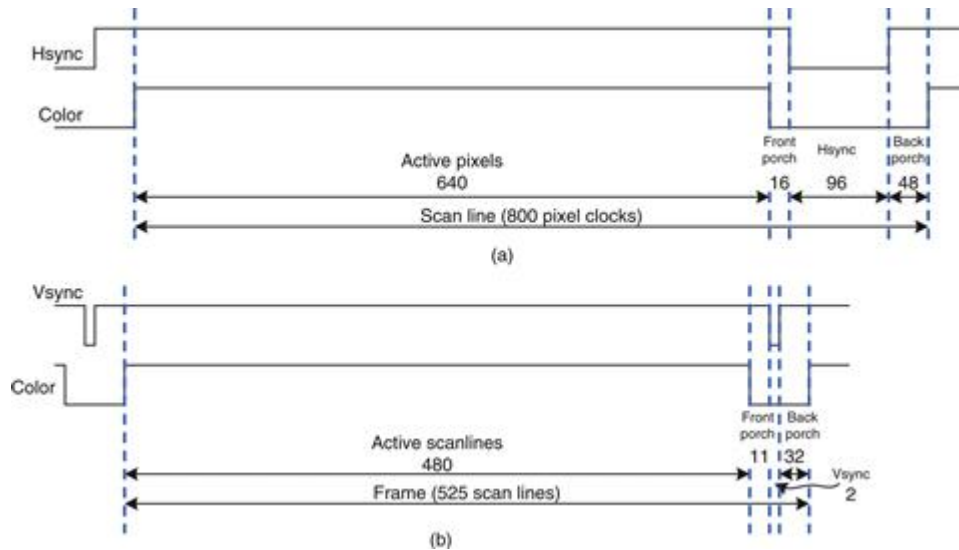 Hsync
Color
Front
porch
Hsync
Back
porch
Active pixels
640
16
96
48
Scan line (800 pixel clocks)
(a)
Vsync
Color
Front
porch
Back
porch
Active scanlines
480
11
32
Vsync
2
Frame (525 scan lines)
(b)